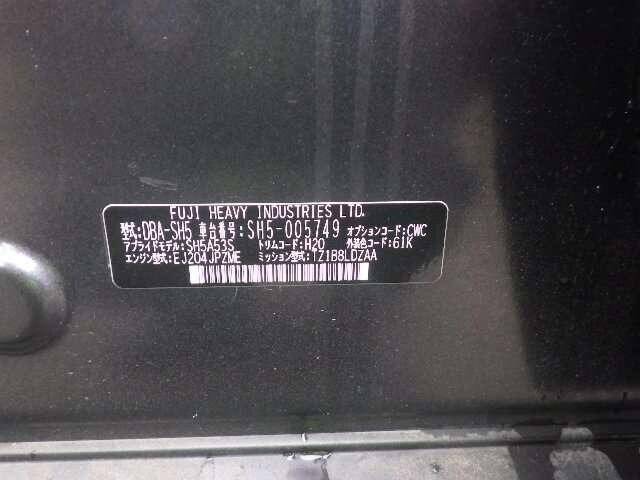 FUJI HEAVY INDUSTRIES LTD.
型式:DBA-SH5 車台番号:SH5-005749 オプションコード:CWC
アプライドモデル:SH5A53S トリムコード:H20 外装色コード:61K
エンジン型式:EJ204JPZME ミッション型式:TZ1B8LDZAA